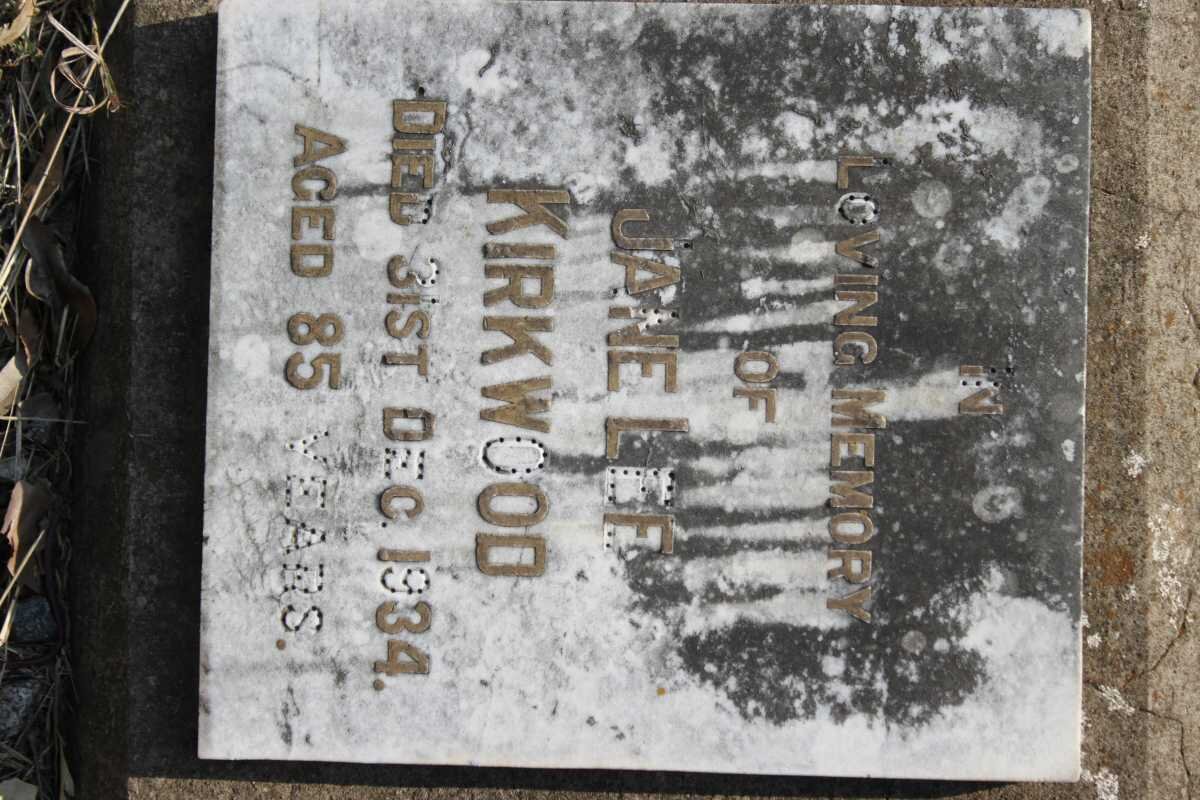 IN
LOVING MEMORY
OF
JANE LEE
KIRKWOOD
DIED 31ST DEC. 1934.
AGED 85 YEARS.